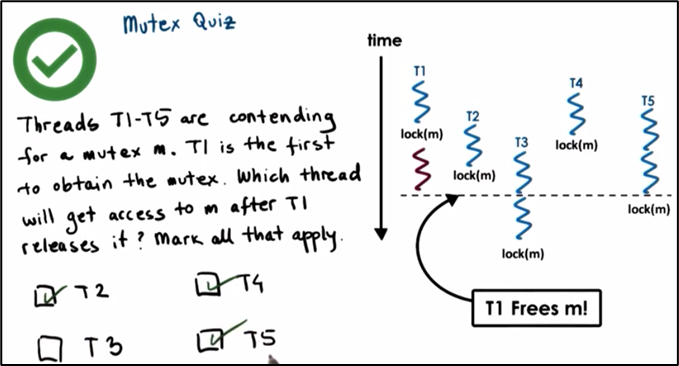 Mutex Quiz
Threads T1-T5 are contending
for a mutex m. T1 is the first
to obtain the mutex. Which thread
will get access to m after T1
releases it? Mark all that apply.
T2
T4
T3
T5
time
T1
lock(m)
T2
lock(m)
T3
lock(m)
T4
lock(m)
T5
lock(m)
T1 Frees m!